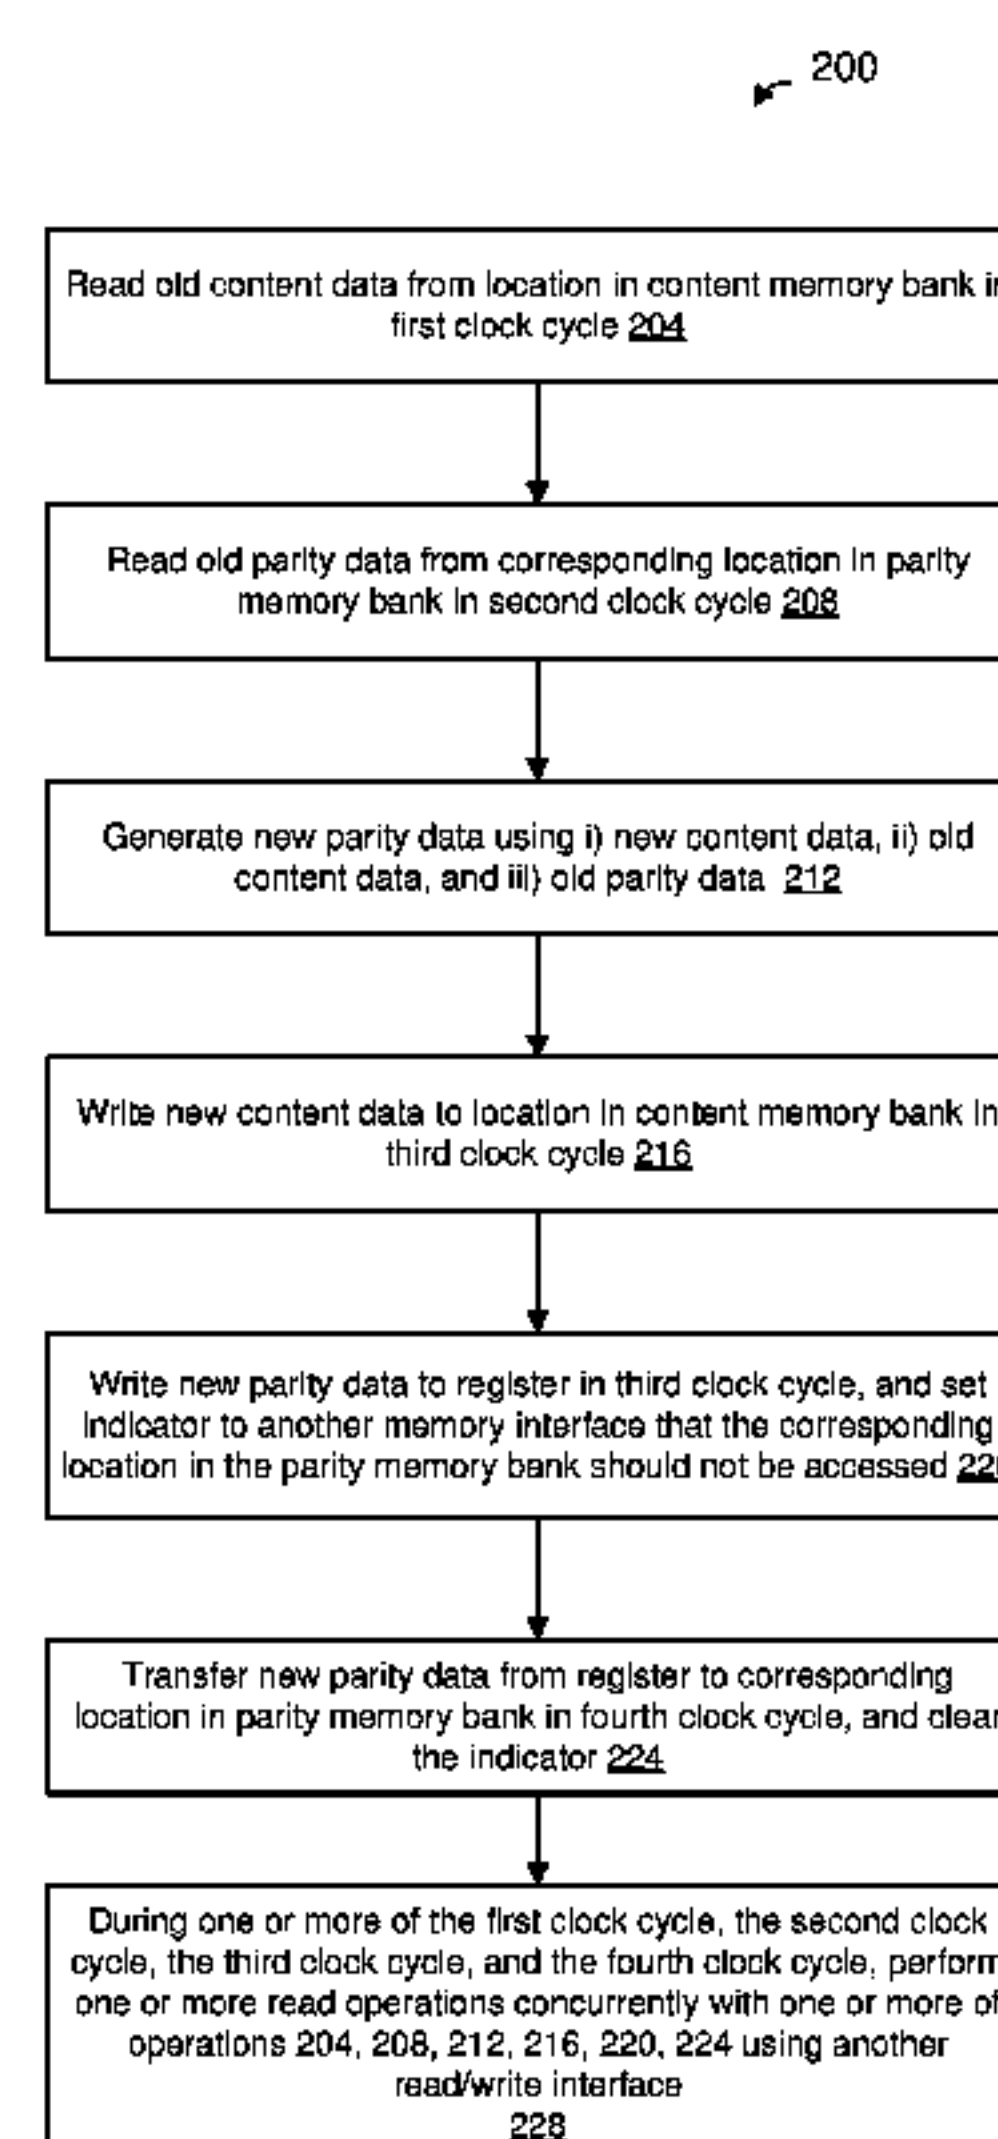 200
Read old content data from location in content memory bank in
first clock cycle 204
Read old parity data from corresponding location in parity
memory bank in second clock cycle 208
Generate new parity data using i) new content data, ii) old
content data, and iii) old parity data 212
Write new content data to location in content memory bank in
third clock cycle 216
Write new parity data to register in third clock cycle, and set
indicator to another memory interface that the corresponding
location in the parity memory bank should not be accessed 220
Transfer new parity data from register to corresponding
location in parity memory bank in fourth clock cycle, and clear
the indicator 224
During one or more of the first clock cycle, the second clock
cycle, the third clock cycle, and the fourth clock cycle, perform
one or more read operations concurrently with one or more of
operations 204, 208, 212, 216, 220, 224 using another
read/write interface
228